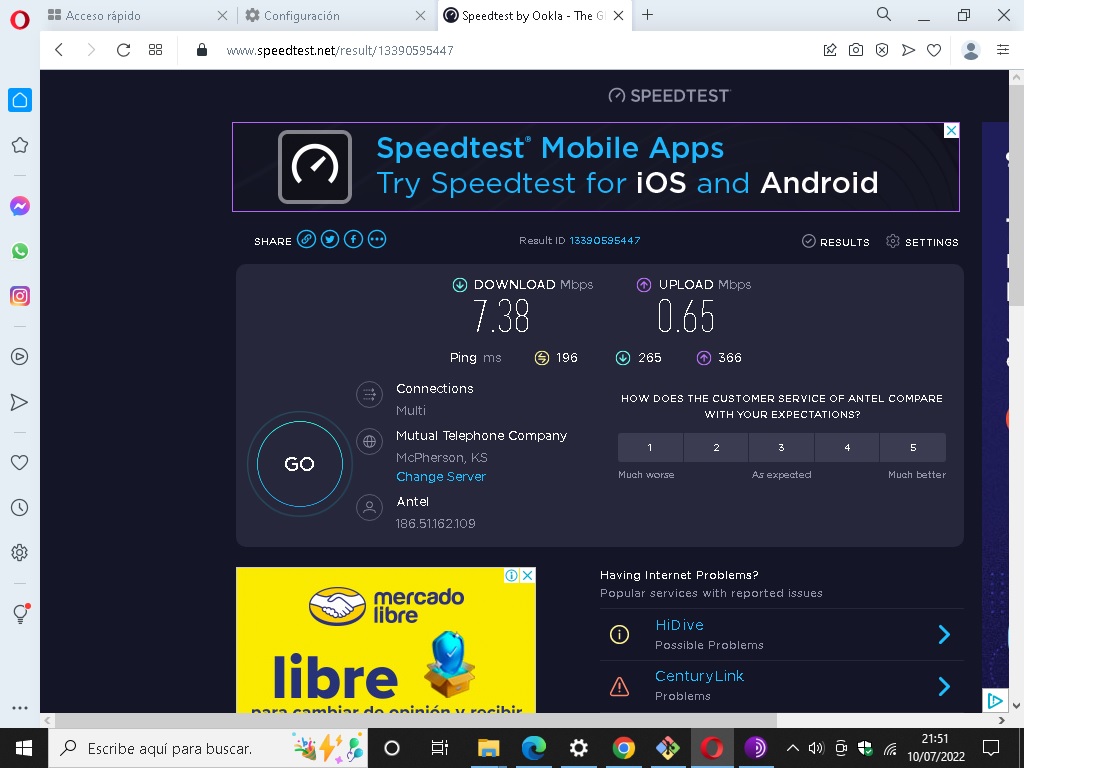 Acceso rápido
Configuración
Speedtest by Ookla - The G
www.speedtest.net/result/13390595447
SPEEDTEST
Speedtest® Mobile Apps
Try Speedtest for iOS and Android
SHARE
Result ID 13390595447
RESULTS
SETTINGS
DOWNLOAD Mbps
7.38
UPLOAD Mbps
0.65
Ping ms 196 265 366
Connections
Multi
Mutual Telephone Company
McPherson, KS
Change Server
Antel
186.51.162.109
GO
HOW DOES THE CUSTOMER SERVICE OF ANTEL COMPARE
WITH YOUR EXPECTATIONS?
1 2 3 4 5
Much worse As expected Much better
mercado
libre
libre
para cambiar de opinión y recibir
Having Internet Problems?
Popular services with reported issues
HiDive
Possible Problems
CenturyLink
Problems
Escribe aquí para buscar.
21:51
10/07/2022